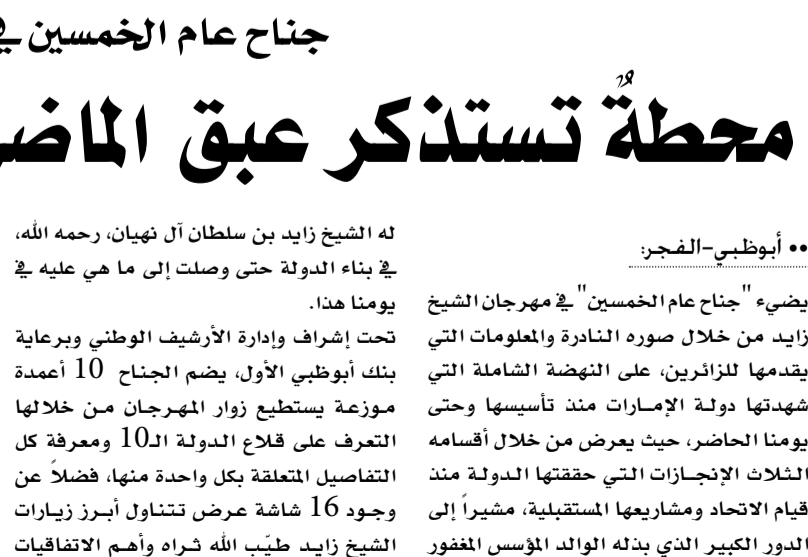 جناح عام الخمسين في
محطةٌ تستذكر عبق
•• أبوظبي-الفجر:
يضيء "جناح عام الخمسين" في مهرجان الشيخ
زايد من خلال صوره النادرة والمعلومات التي
يقدمها للزائرين، على النهضة الشاملة التي
شهدتها دولة الإمارات منذ تأسيسها وحتى
يومنا الحاضر، حيث يعرض من خلال أقسامه
الثلاث الإنجازات التي حققتها الدولة منذ
قيام الاتحاد ومشاريعها المستقبلية، مشيراً إلى
الدور الكبير الذي بذله الوالد المؤسس المغفور
له الشيخ زايد بن سلطان آل نهيان، رحمه الله،
في بناء الدولة حتى وصلت إلى ما هي عليه في
يومنا هذا.
تحت إشراف وإدارة الأرشيف الوطني وبرعاية
بنك أبوظبي الأول، يضم الجناح 10 أعمدة
موزعة يستطيع زوار المهرجان من خلالها
التعرف على قلاع الدولة الـ10 ومعرفة كل
التفاصيل المتعلقة بكل واحدة منها، فضلاً عن
وجود 16 شاشة عرض تتناول أبرز زيارات
الشيخ زايد طيّب الله ثراه وأهم الاتفاقيات